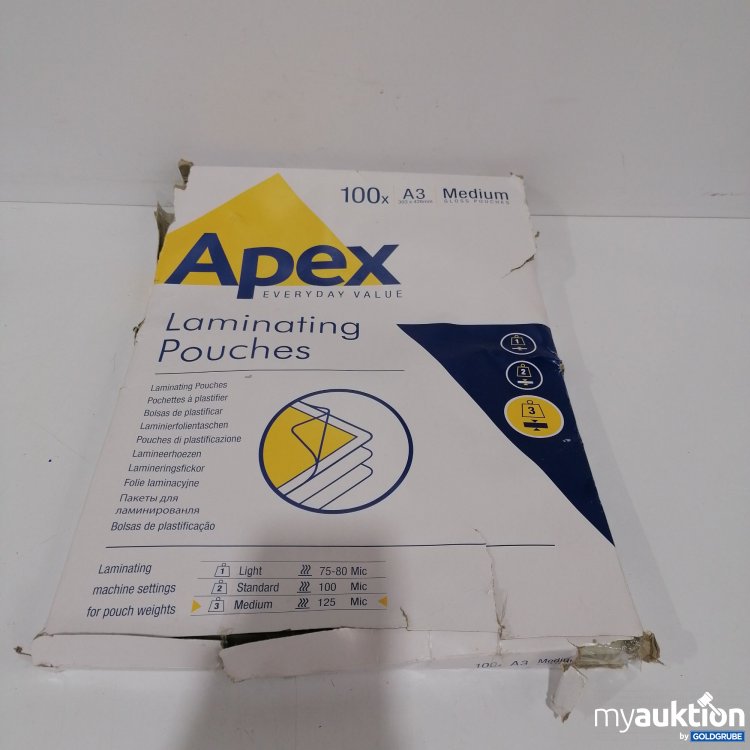 100x A3 Medium
303 x 426mm GLOSS POUCHES
Apex
EVERYDAY VALUE
Laminating
Pouches
1
2
3
Laminating Pouches
Pochettes à plastifier
Bolsas de plastificar
Laminierfolientaschen
Pouches di plastificazione
Lamineerhoezen
Lamineringsfickor
Folie laminacyjne
Пакеты для
ламинированля
Bolsas de plastificação
Laminating
machine settings
for pouch weights
1 Light 75-80 Mic
2 Standard 100 Mic
3 Medium 125 Mic
100x A3 Medium
myauktion
by GOLDGRUBE